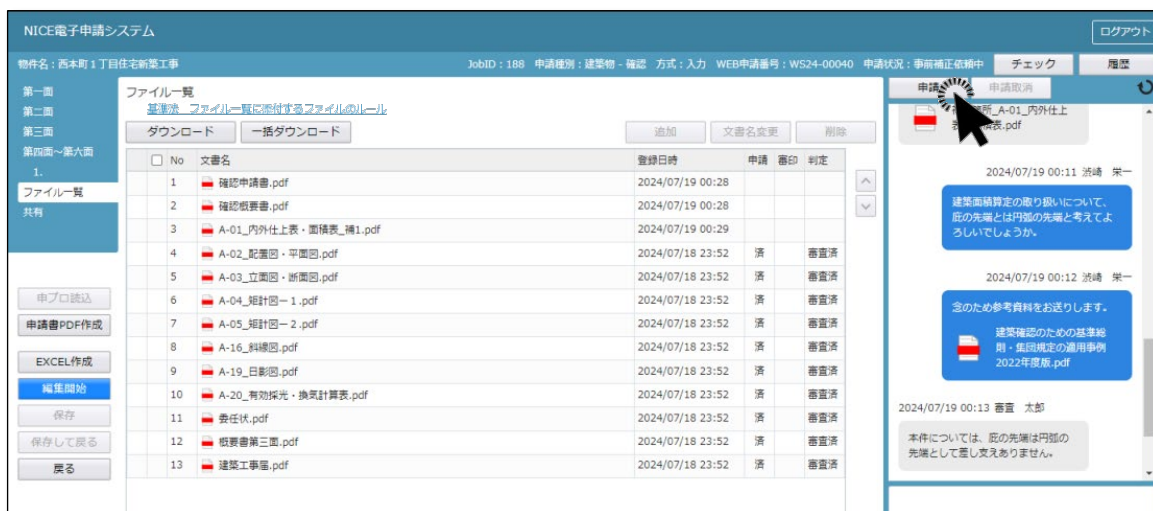 NICE電子申請システム
ログアウト
物件名：西本町１丁目住宅新築工事
JobID：188 申請種別：建築物 - 確認 方式：入力 WEB申請番号：WS24-00040 申請状況：事前補正依頼中
チェック
履歴
第一面
第二面
第三面
第四面～第六面
1.
ファイル一覧
共有
申プロ読込
申請書PDF作成
EXCEL作成
編集開始
保存
保存して戻る
戻る
ファイル一覧
基準法 ファイル一覧に添付するファイルのルール
ダウンロード 一括ダウンロード 追加 文書名変更 削除
No 文書名 登録日時 申請 審印 判定
1 確認申請書.pdf 2024/07/19 00:28
2 確認概要書.pdf 2024/07/19 00:28
3 A-01_内外仕上表・面積表_補1.pdf 2024/07/19 00:29
4 A-02_配置図・平面図.pdf 2024/07/18 23:52 済 審査済
5 A-03_立面図・断面図.pdf 2024/07/18 23:52 済 審査済
6 A-04_矩計図－１.pdf 2024/07/18 23:52 済 審査済
7 A-05_矩計図－２.pdf 2024/07/18 23:52 済 審査済
8 A-16_斜線図.pdf 2024/07/18 23:52 済 審査済
9 A-19_日影図.pdf 2024/07/18 23:52 済 審査済
10 A-20_有効採光・換気計算表.pdf 2024/07/18 23:52 済 審査済
11 委任状.pdf 2024/07/18 23:52 済 審査済
12 概要書第三面.pdf 2024/07/18 23:52 済 審査済
13 建築工事届.pdf 2024/07/18 23:52 済 審査済
申請 申請取消
所_A-01_内外仕上
表.pdf
2024/07/19 00:11 渋崎 栄一
建築面積算定の取り扱いについて、
庇の先端とは円弧の先端と考えてよ
ろしいでしょうか。
2024/07/19 00:12 渋崎 栄一
念のため参考資料をお送りします。
建築確認のための基準総
則・集団規定の適用事例
2022年度版.pdf
2024/07/19 00:13 審査 太郎
本件については、庇の先端は円弧の
先端として差し支えありません。